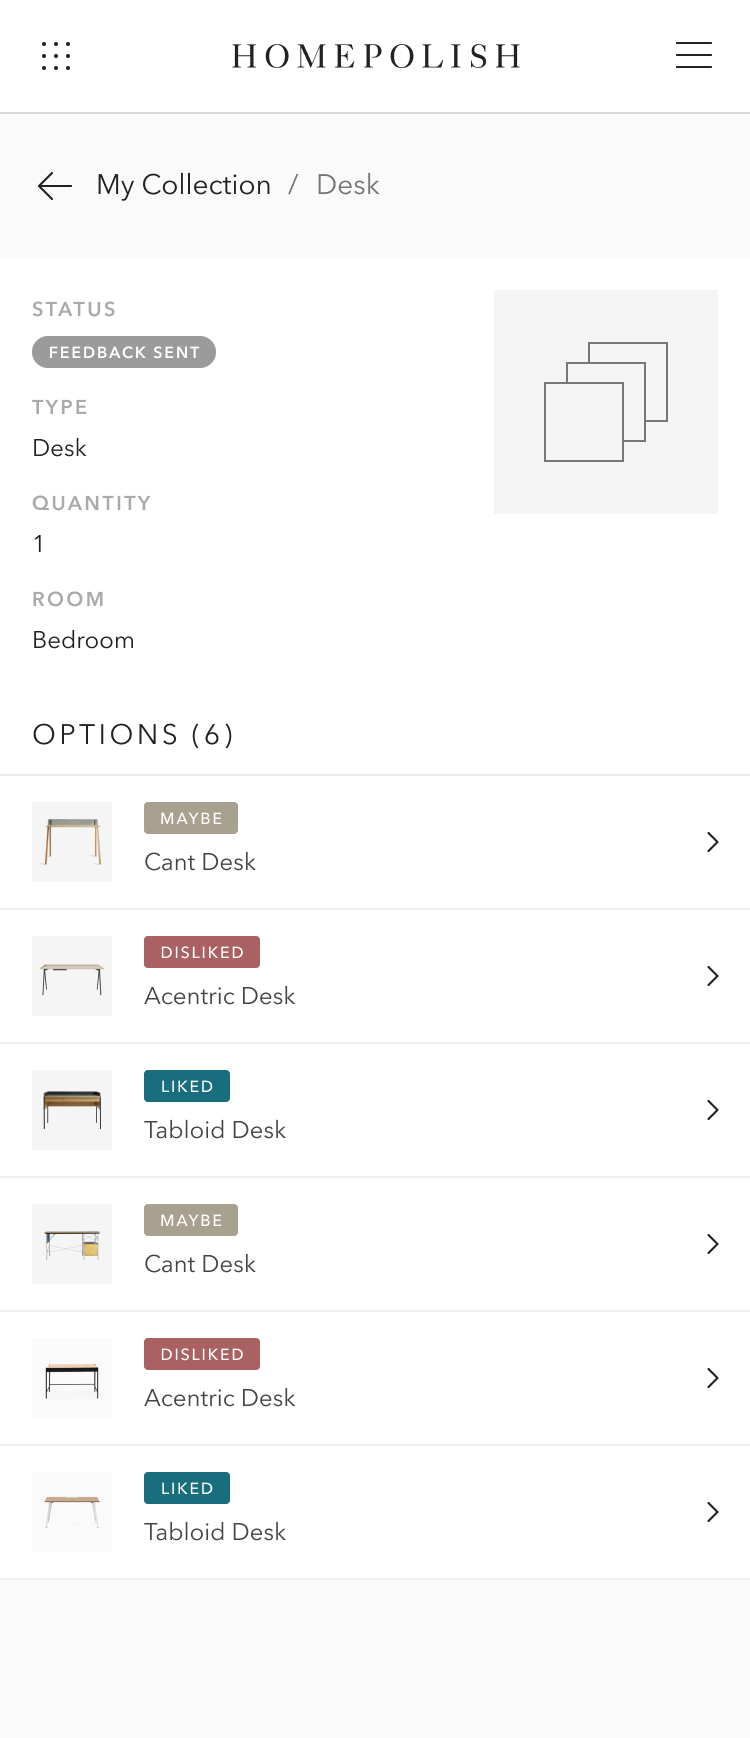 HOMEPOLISH
My Collection / Desk
STATUS
FEEDBACK SENT
TYPE
Desk
QUANTITY
1
ROOM
Bedroom
OPTIONS (6)
MAYBE
Cant Desk
DISLIKED
Acentric Desk
LIKED
Tabloid Desk
MAYBE
Cant Desk
DISLIKED
Acentric Desk
LIKED
Tabloid Desk